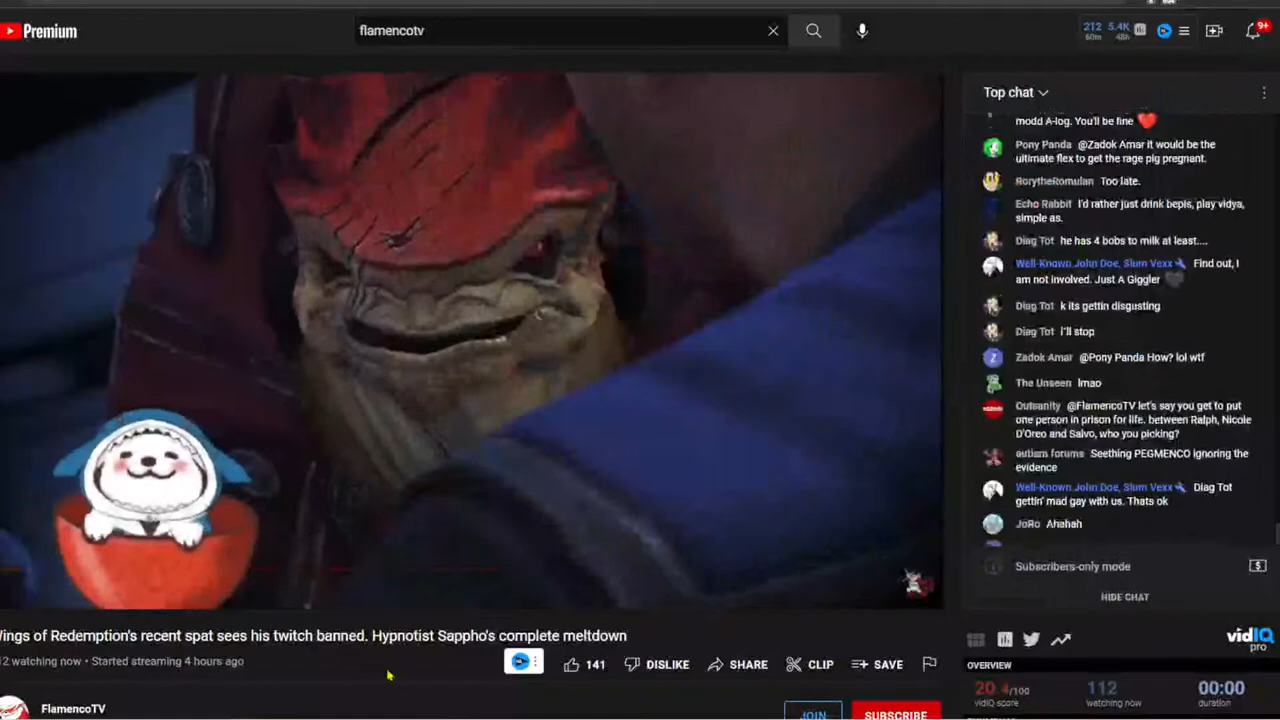 Premium
flamencotv
212 5.4K
60m 48h
9+
Top chat
modd A-log. You'll be fine
Pony Panda @Zadok Amar it would be the
ultimate flex to get the rage pig pregnant.
RorytheRomulan Too late.
Echo Rabbit I'd rather just drink bepis, play vidya,
simple as.
Diag Tot he has 4 bobs to milk at least....
Well-Known John Doe, Slum Vexx Find out, I
am not involved. Just A Giggler
Diag Tot k its gettin disgusting
Diag Tot i'll stop
Zadok Amar @Pony Panda How? lol wtf
The Unseen lmao
Outsanity @FlamencoTV let's say you get to put
one person in prison for life. between Ralph, Nicole
D'Oreo and Salvo, who you picking?
autism forums Seething PEGMENCO ignoring the
evidence
Well-Known John Doe, Slum Vexx Diag Tot
gettin' mad gay with us. Thats ok
JoRo Ahahah
Subscribers-only mode
HIDE CHAT
Wings of Redemption's recent spat sees his twitch banned. Hypnotist Sappho's complete meltdown
12 watching now • Started streaming 4 hours ago
141 DISLIKE SHARE CLIP SAVE
FlamencoTV
JOIN SUBSCRIBE
vidIQ
pro
OVERVIEW
20.4/100 112 00:00
vidIQ score watching now duration